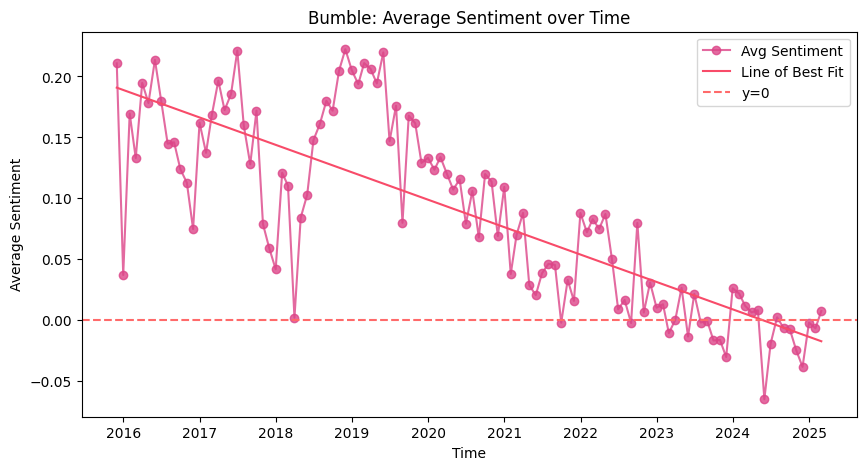 Bumble: Average Sentiment over Time
Avg Sentiment
Line of Best Fit
y=0
Average Sentiment
0.20
0.15
0.10
0.05
0.00
−0.05
2016 2017 2018 2019 2020 2021 2022 2023 2024 2025
Time